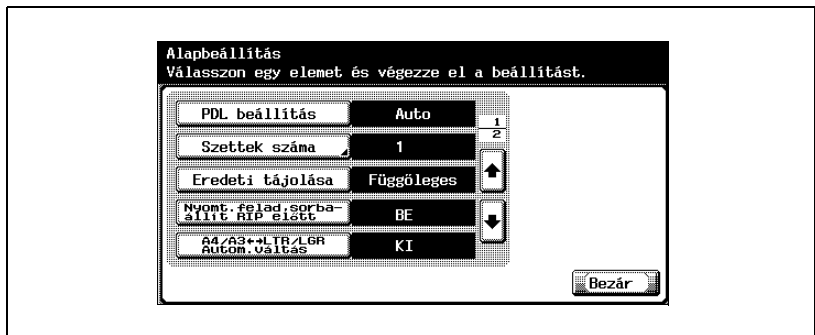 Alapbeállítás
Válasszon egy elemet és végezze el a beállítást.
PDL beállítás Auto
1
2
Szettek száma 1
Eredeti tájolása Függőleges
Nyomt.felad.sorba-
állít RIP előtt BE
A4/A3↔LTR/LGR
Autom.váltás KI
Bezár